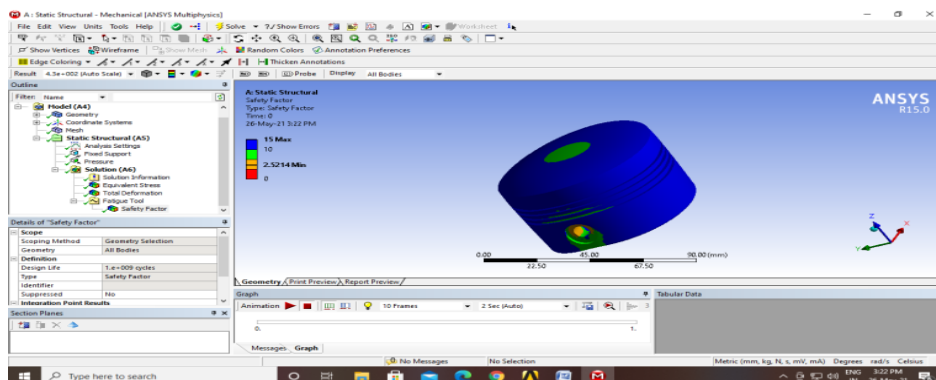 A : Static Structural - Mechanical [ANSYS Multiphysics]
File Edit View Units Tools Help Solve ?/ Show Errors Worksheet
Show Vertices Wireframe Show Mesh Random Colors Annotation Preferences
Edge Coloring Thicken Annotations
Result 4.3e+002 (Auto Scale) Probe Display All Bodies
Outline
Filter: Name
Model (A4)
Geometry
Coordinate Systems
Mesh
Static Structural (A5)
Analysis Settings
Fixed Support
Pressure
Solution (A6)
Solution Information
Equivalent Stress
Total Deformation
Fatigue Tool
Safety Factor
Details of "Safety Factor"
Scope
Scoping Method Geometry Selection
Geometry All Bodies
Definition
Design Life 1.e+009 cycles
Type Safety Factor
Identifier
Suppressed No
Integration Point Results
Section Planes
A: Static Structural
Safety Factor
Type: Safety Factor
Time: 0
26-May-21 3:22 PM
15 Max
10
2.5214 Min
0
ANSYS
R15.0
0.00 45.00 90.00 (mm)
22.50 67.50
Z
X
Y
Geometry Print Preview Report Preview
Graph
Animation 10 Frames 2 Sec (Auto) 3
0. 1.
Messages Graph
Tabular Data
No Messages No Selection Metric (mm, kg, N, s, mV, mA) Degrees rad/s Celsius
Type here to search
ENG 3:22 PM